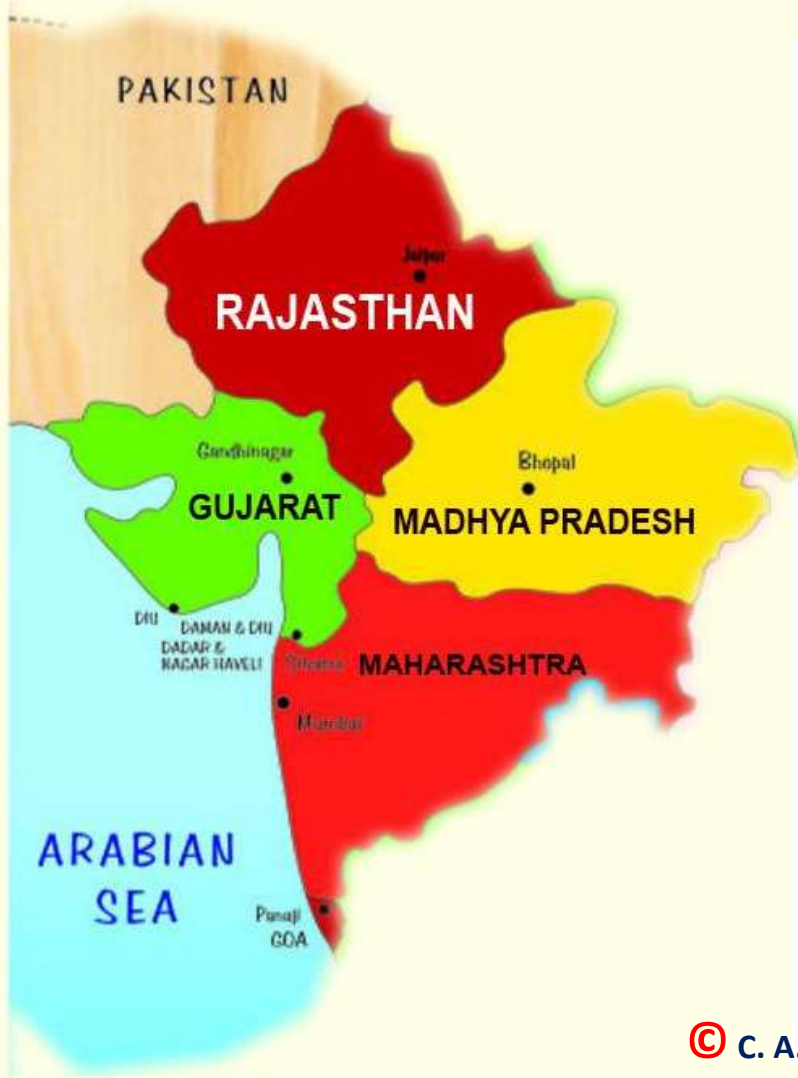 PAKISTAN
Jaipur
RAJASTHAN
Gandhinagar
GUJARAT
Bhopal
MADHYA PRADESH
DIU
DAMAN & DIU
DADAR &
NAGAR HAVELI
MAHARASHTRA
Mumbai
ARABIAN
SEA
Panaji
GOA
© C. A.